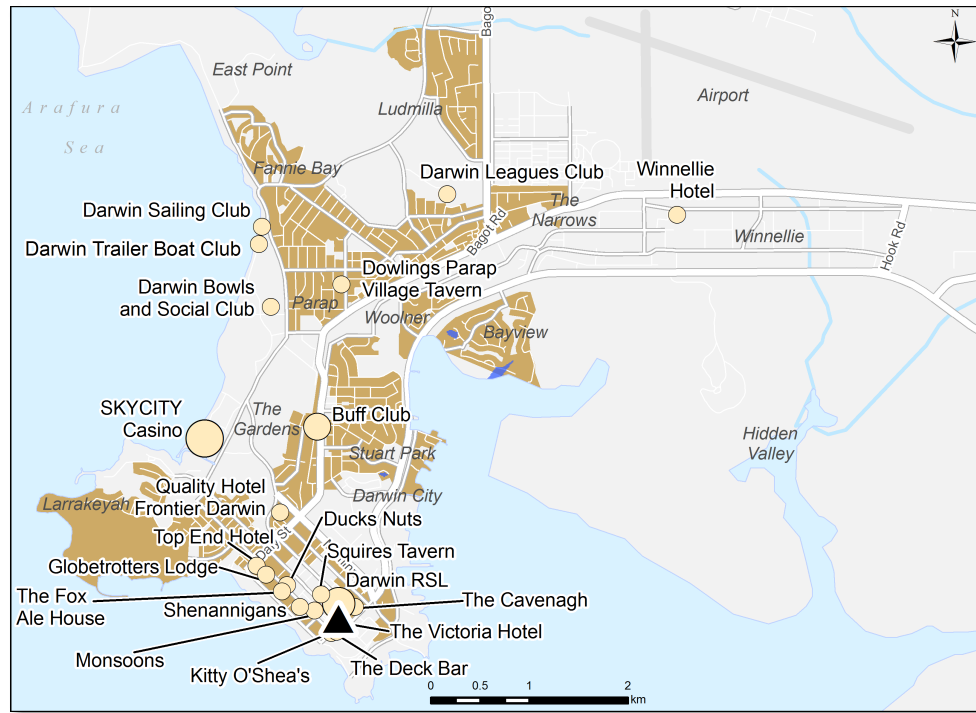 N
Bagot
East Point
Arafura
Sea
Ludmilla
Airport
Fannie Bay
Darwin Leagues Club
Winnellie
Hotel
The
Narrows
Darwin Sailing Club
Bagot Rd
Winnellie
Hook Rd
Darwin Trailer Boat Club
Dowlings Parap
Village Tavern
Darwin Bowls
and Social Club
Parap
Woolner
Bayview
SKYCITY
Casino
The
Gardens
Buff Club
Stuart Park
Hidden
Valley
Quality Hotel
Frontier Darwin
Darwin City
Larrakeyah
Ducks Nuts
Top End Hotel
Daly St
Squires Tavern
Globetrotters Lodge
Darwin RSL
The Fox
Ale House
Shenannigans
The Cavenagh
The Victoria Hotel
Monsoons
Kitty O'Shea's
The Deck Bar
0 0.5 1 2
km